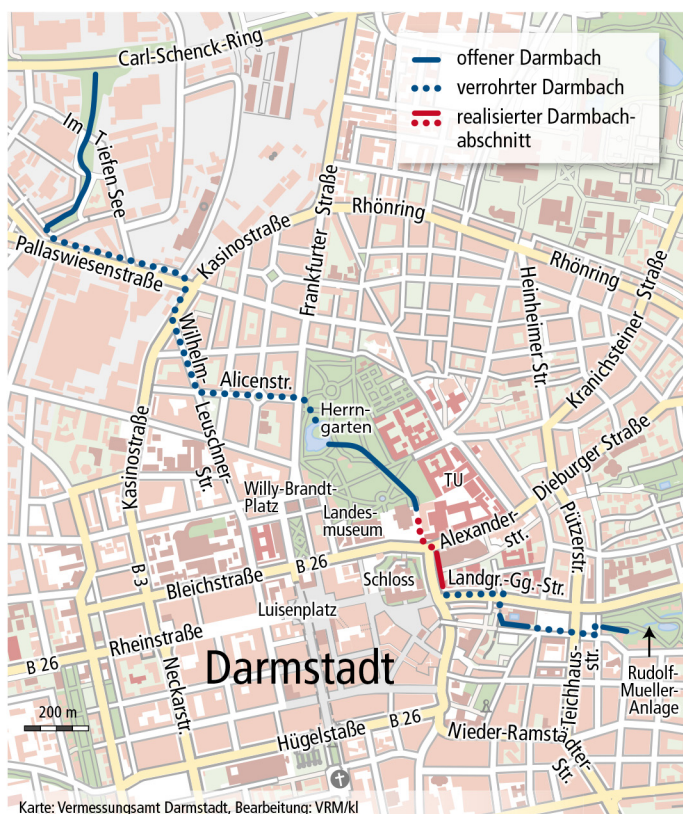 Carl-Schenck-Ring
offener Darmbach
verrohrter Darmbach
realisierter Darmbach-
abschnitt
Im Tiefen See
Frankfurter Straße
Kasinostraße
Rhönring
Rhönring
Pallaswiesenstraße
Heinheimer Str.
Kranichsteiner Straße
Wilhelm-
Leuschner-
Str.
Alicenstr.
Herrn-
garten
Kasinostraße
Dieburger Straße
TU
Willy-Brandt-
Platz
Landes-
museum
Alexander-
str.
Pützerstr.
B 3
Bleichstraße
B 26
Schloss
Landgr.-Gg.-Str.
Luisenplatz
Rheinstraße
B 26
Neckarstr.
Darmstadt
Teichhaus-
str.
Rudolf-
Mueller-
Anlage
200 m
Hügelstaße
B 26
Nieder-Ramstädter-
Str.
Karte: Vermessungsamt Darmstadt, Bearbeitung: VRM/kl